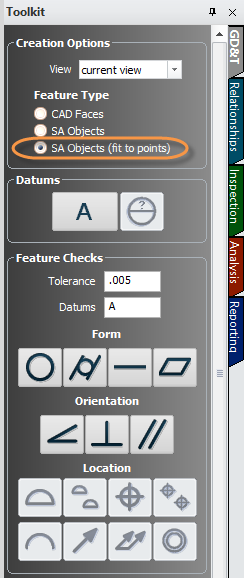 Toolkit
Creation Options
View current view
Feature Type
CAD Faces
SA Objects
SA Objects (fit to points)
Datums
A
?
Feature Checks
Tolerance .005
Datums A
Form
Orientation
Location
GD&T
Relationships
Inspection
Analysis
Reporting